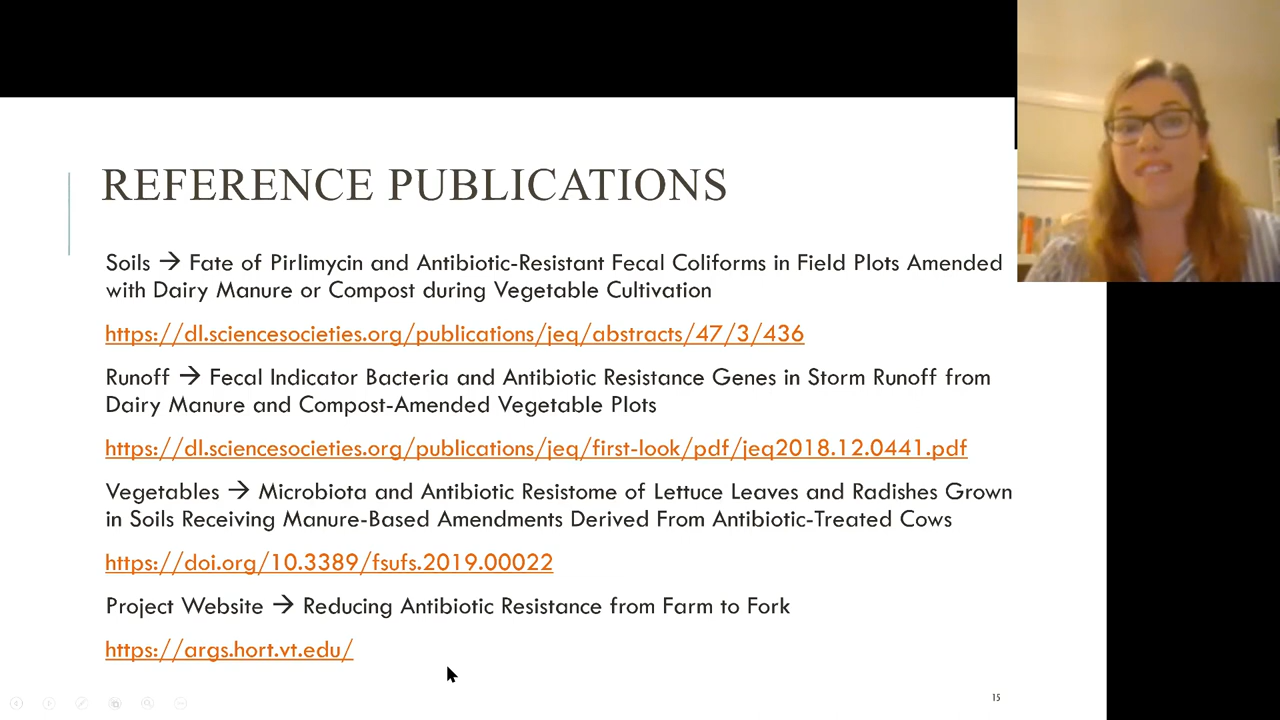 REFERENCE PUBLICATIONS
Soils → Fate of Pirlimycin and Antibiotic-Resistant Fecal Coliforms in Field Plots Amended
with Dairy Manure or Compost during Vegetable Cultivation
https://dl.sciencesocieties.org/publications/jeq/abstracts/47/3/436
Runoff → Fecal Indicator Bacteria and Antibiotic Resistance Genes in Storm Runoff from
Dairy Manure and Compost-Amended Vegetable Plots
https://dl.sciencesocieties.org/publications/jeq/first-look/pdf/jeq2018.12.0441.pdf
Vegetables → Microbiota and Antibiotic Resistome of Lettuce Leaves and Radishes Grown
in Soils Receiving Manure-Based Amendments Derived From Antibiotic-Treated Cows
https://doi.org/10.3389/fsufs.2019.00022
Project Website → Reducing Antibiotic Resistance from Farm to Fork
https://args.hort.vt.edu/
15